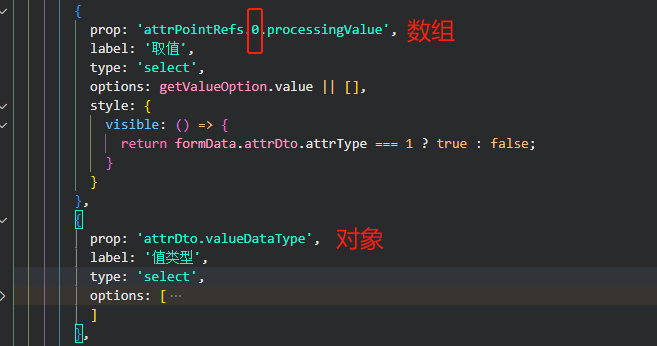 {
prop: 'attrPointRefs.0.processingValue', 数组
label: '取值',
type: 'select',
options: getValueOption.value || [],
style: {
visible: () => {
return formData.attrDto.attrType === 1 ? true : false;
}
}
},
{
prop: 'attrDto.valueDataType', 对象
label: '值类型',
type: 'select',
options: [ ···
]
},